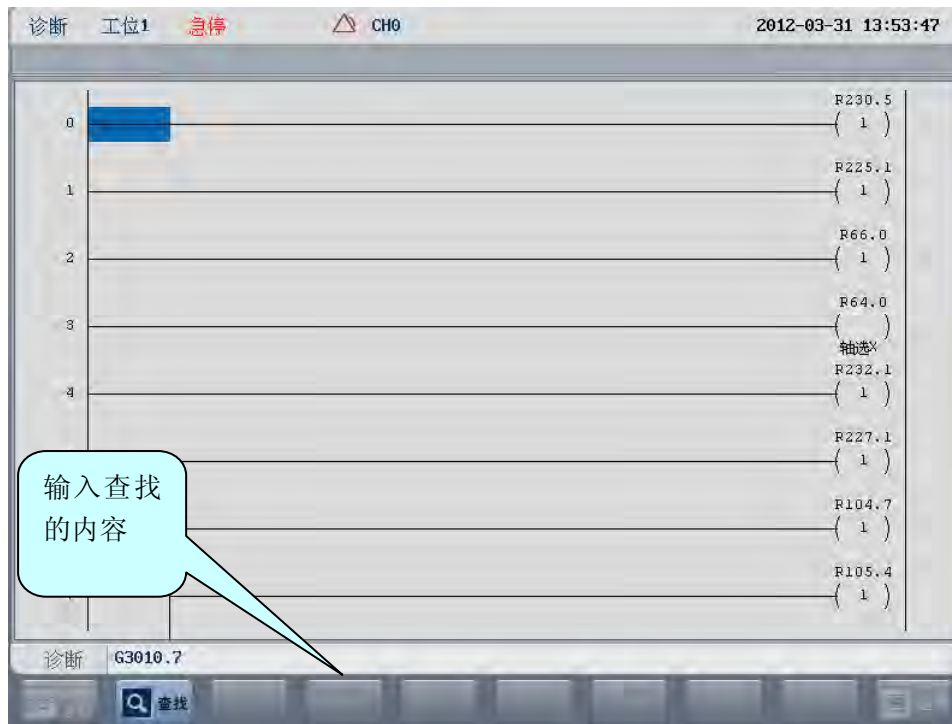 诊断 工位1 急停 CH0 2012-03-31 13:53:47
R230.5
0 ( 1 )
R225.1
1 ( 1 )
R66.0
2 ( 1 )
R64.0
3 ( )
轴选X
R232.1
4 ( 1 )
R227.1
( 1 )
R104.7
( 1 )
R105.4
( 1 )
输入查找
的内容
诊断 G3010.7
查找